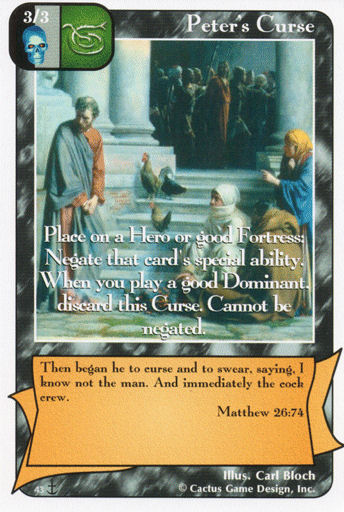 3/3
Peter's Curse
Place on a Hero or good Fortress:
Negate that card's special ability.
When you play a good Dominant,
discard this Curse. Cannot be
negated.
Then began he to curse and to swear, saying, I
know not the man. And immediately the cock
crew.
Matthew 26:74
Illus. Carl Bloch
43
© Cactus Game Design, Inc.